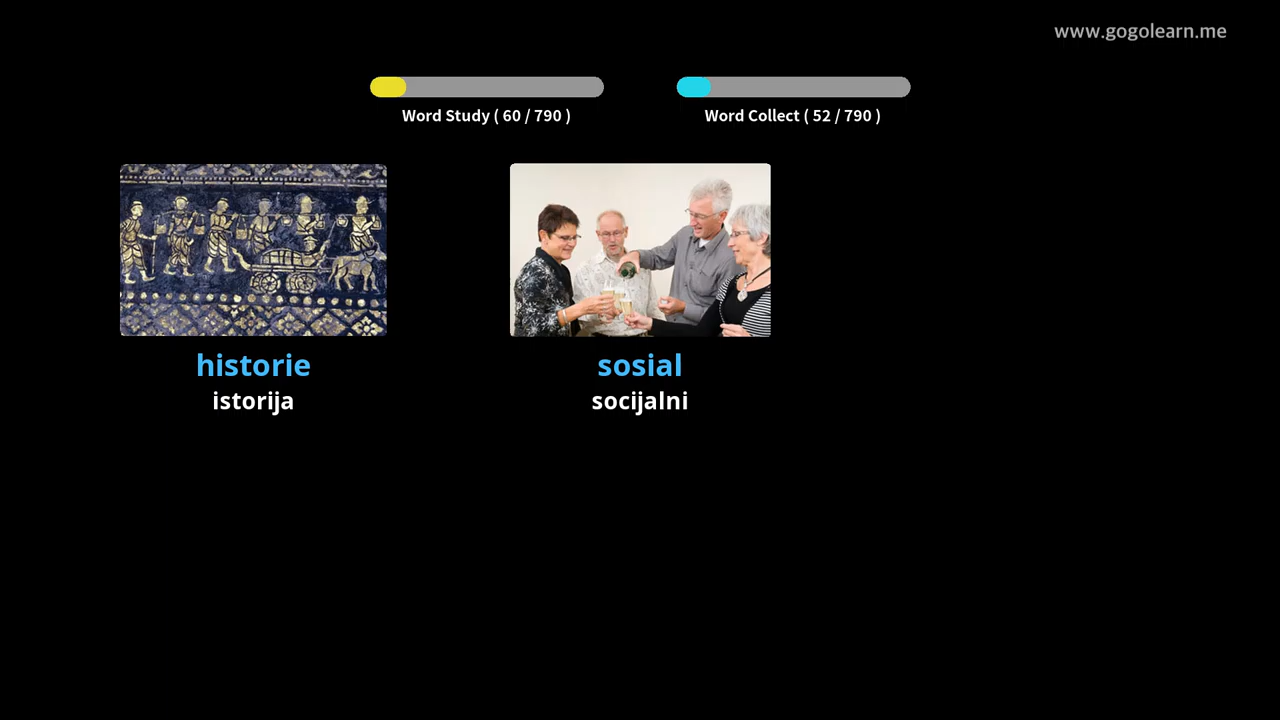 www.gogolearn.me
Word Study ( 60 / 790 )
Word Collect ( 52 / 790 )
historie
istorija
sosial
socijalni